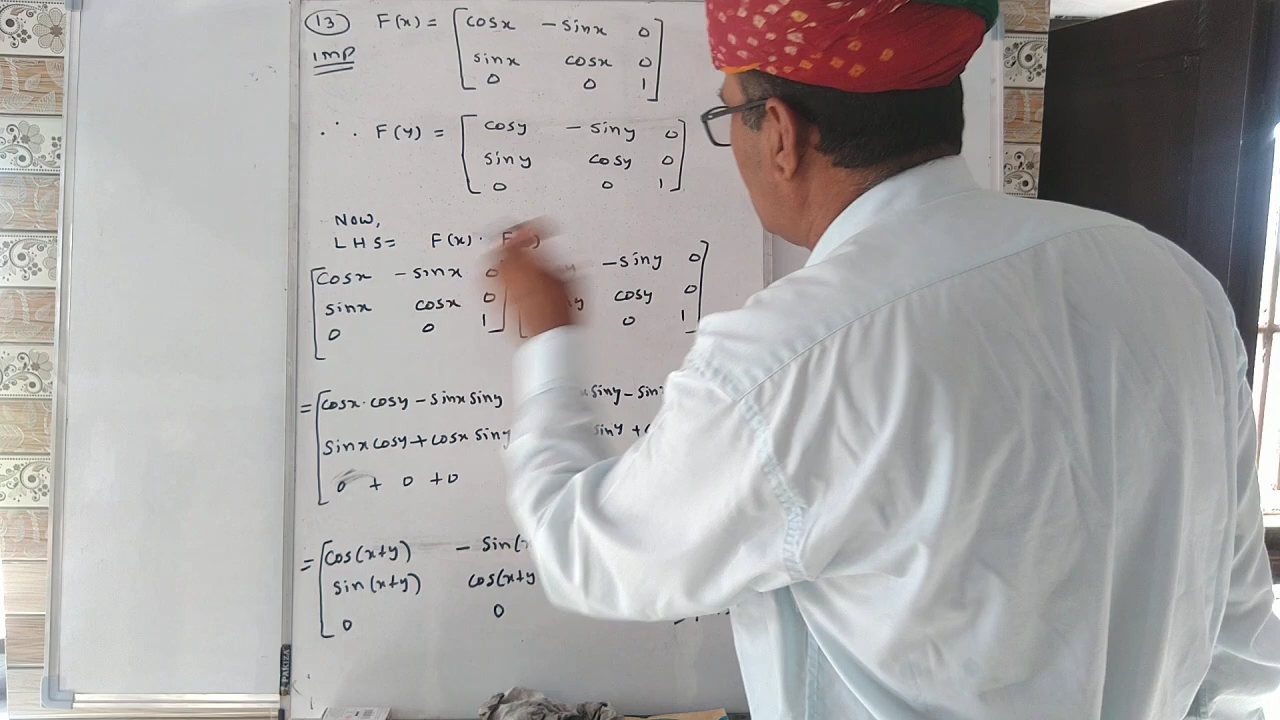 13 F(x) = [cosx -sinx 0
IMP sinx cosx 0
0 0 1]
∴ F(y) = [cosy -siny 0
siny cosy 0
0 0 1]
Now,
LHS= F(x).
[cosx -sinx 0 -siny 0
sinx cosx 0 cosy 0
0 0 1] [ 0 1]
= [cosx.cosy - sinx siny siny - sin
sinx cosy + cosx siny siny +
0 + 0 + 0
= [cos(x+y) - sin(
sin(x+y) cos(x+y
0 0
PAKIZA